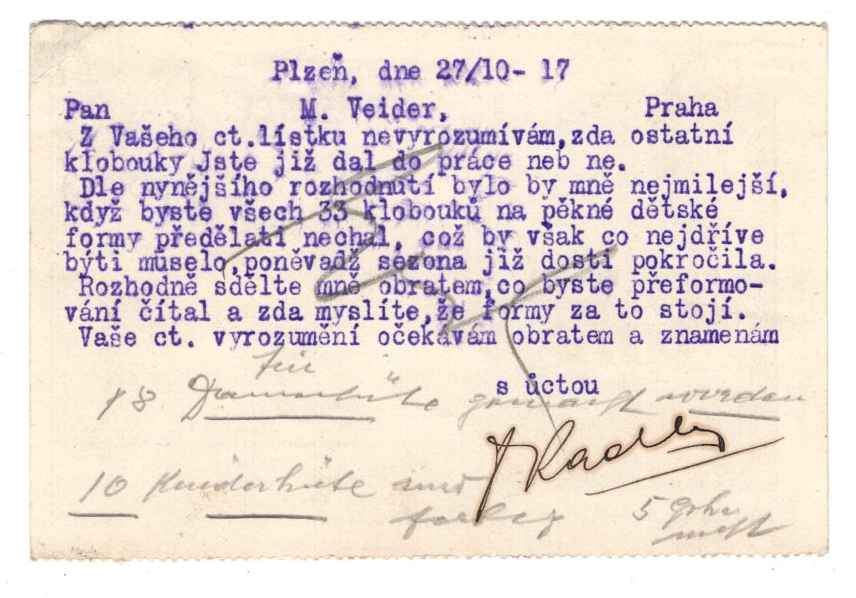 Plzeň, dne 27/10- 17
Pan M. Veider, Praha
Z Vašeho ct.lístku nevyrozumívám,zda ostatní
klobouky Jste již dal do práce neb ne.
Dle nynějšího rozhodnutí bylo by mně nejmilejší,
když byste všech 33 klobouků na pěkné dětské
formy předělati nechal, což by však co nejdříve
býti muselo,poněvadž sezona již dosti pokročila.
Rozhodně sdělte mně obratem,co byste přeformo-
vání čítal a zda myslíte,že formy za to stojí.
Vaše ct. vyrozumění očekávám obratem a znamenám
s úctou
18 Damenhüte worden
10 Kinderhüte sind
5